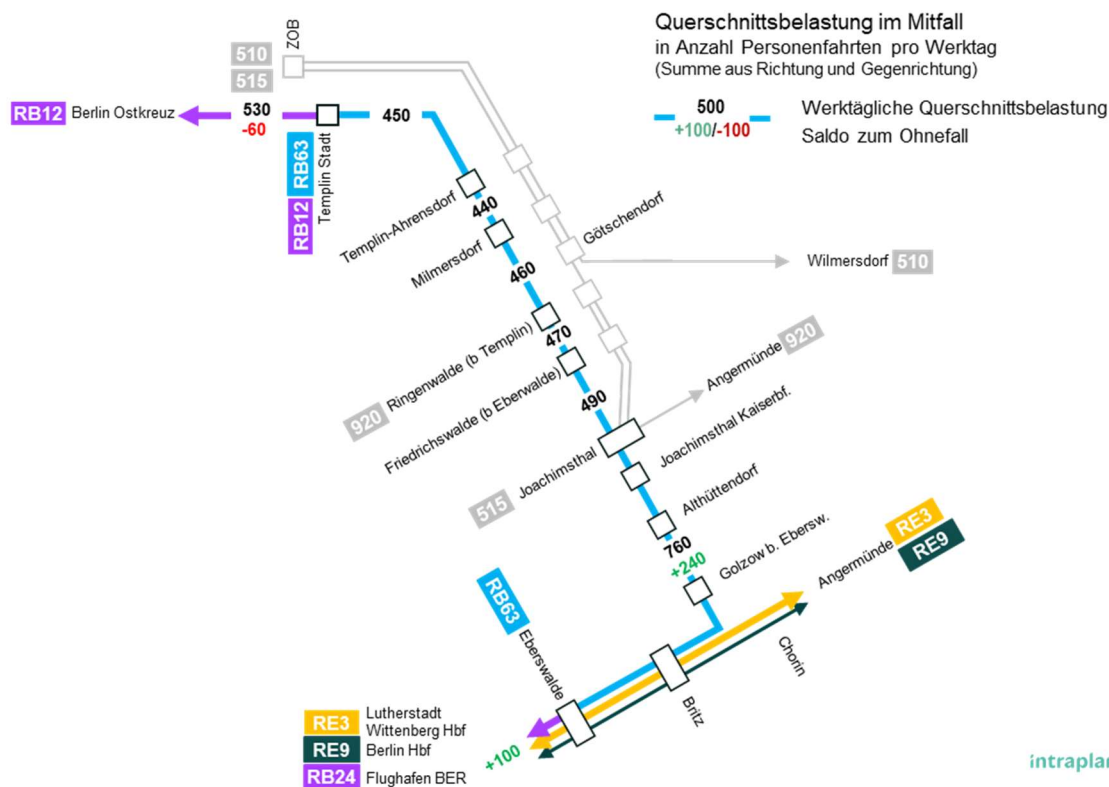 Querschnittsbelastung im Mitfall
in Anzahl Personenfahrten pro Werktag
(Summe aus Richtung und Gegenrichtung)
500
+100/-100
Werktägliche Querschnittsbelastung
Saldo zum Ohnefall
510
515
ZOB
RB12 Berlin Ostkreuz
530
-60
450
RB63
RB12
Templin Stadt
Templin-Ahrensdorf
440
Milmersdorf
460
Götschendorf
Wilmersdorf 510
920 Ringenwalde (b Templin)
470
Friedrichswalde (b Eberwalde)
490
Angermünde 920
515 Joachimsthal
Joachimsthal Kaiserbf.
Althüttendorf
760
+240
Golzow b. Ebersw.
Angermünde
RE3
RE9
RB63
Eberswalde
Chorin
Britz
+100
RE3 Lutherstadt
Wittenberg Hbf
RE9 Berlin Hbf
RB24 Flughafen BER
intraplan